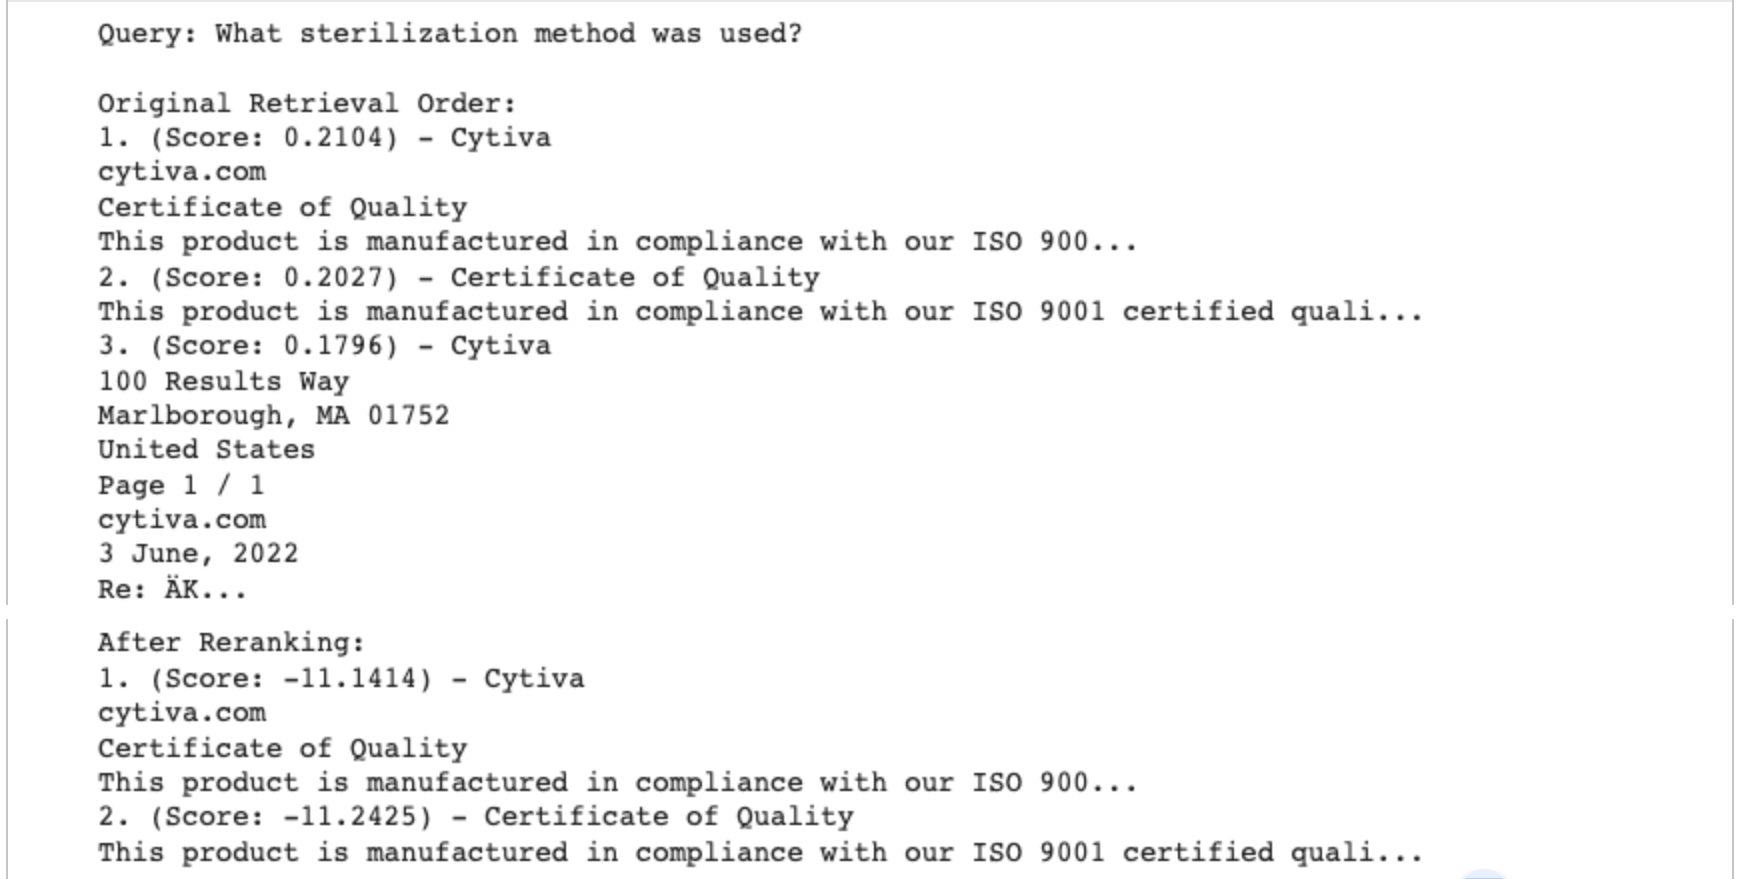 Query: What sterilization method was used?
Original Retrieval Order:
1. (Score: 0.2104) - Cytiva
cytiva.com
Certificate of Quality
This product is manufactured in compliance with our ISO 900...
2. (Score: 0.2027) - Certificate of Quality
This product is manufactured in compliance with our ISO 9001 certified quali...
3. (Score: 0.1796) - Cytiva
100 Results Way
Marlborough, MA 01752
United States
Page 1 / 1
cytiva.com
3 June, 2022
Re: ÄK...
After Reranking:
1. (Score: -11.1414) - Cytiva
cytiva.com
Certificate of Quality
This product is manufactured in compliance with our ISO 900...
2. (Score: -11.2425) - Certificate of Quality
This product is manufactured in compliance with our ISO 9001 certified quali...